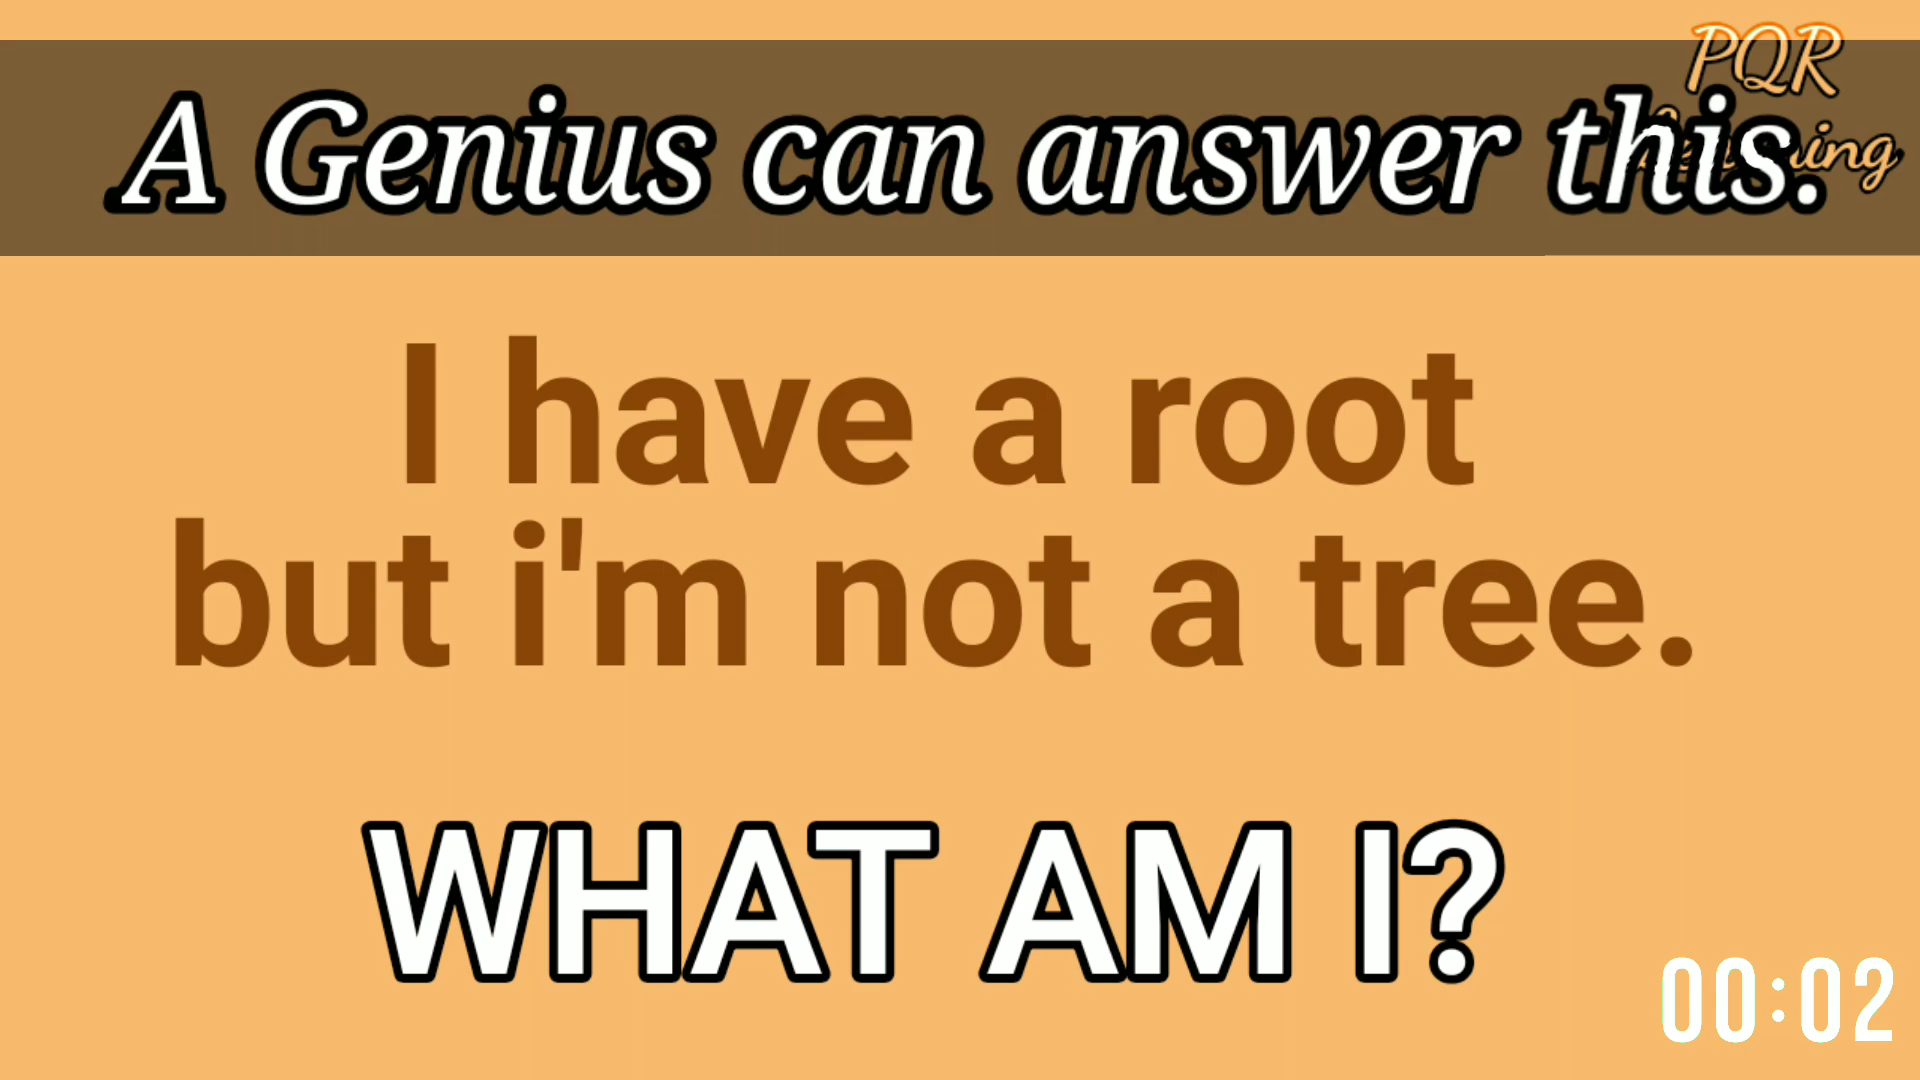 PQR
A Genius can answer this.
I have a root
but i'm not a tree.
WHAT AM I?
00:02